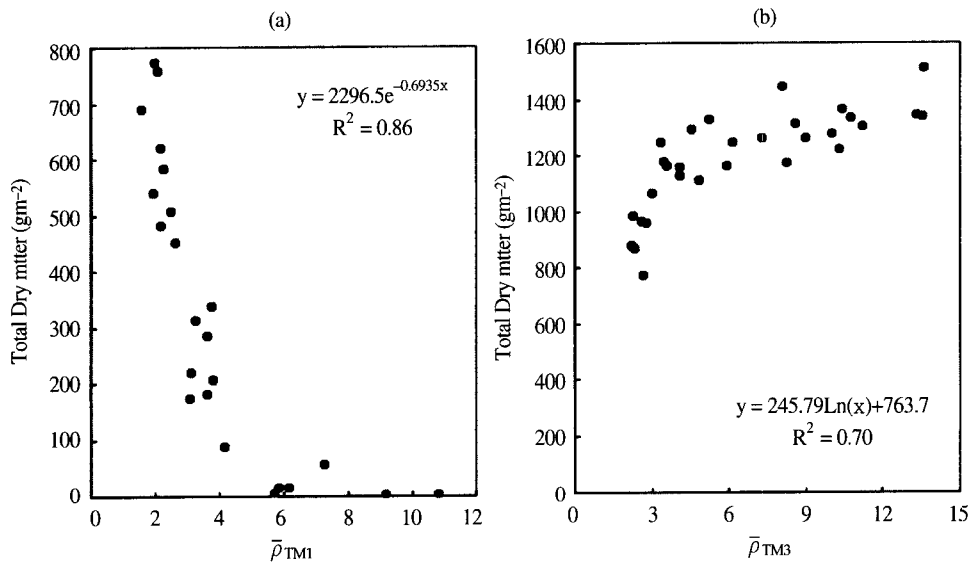 (a)
800
700
600
500
400
300
200
100
0
Total Dry mtter (gm⁻²)
y = 2296.5e^−0.6935x
R² = 0.86
0 2 4 6 8 10 12
ρ̄ TM1
(b)
1600
1400
1200
1000
800
600
400
200
0
Total Dry mtter (gm⁻²)
y = 245.79Ln(x)+763.7
R² = 0.70
0 3 6 9 12 15
ρ̄ TM3